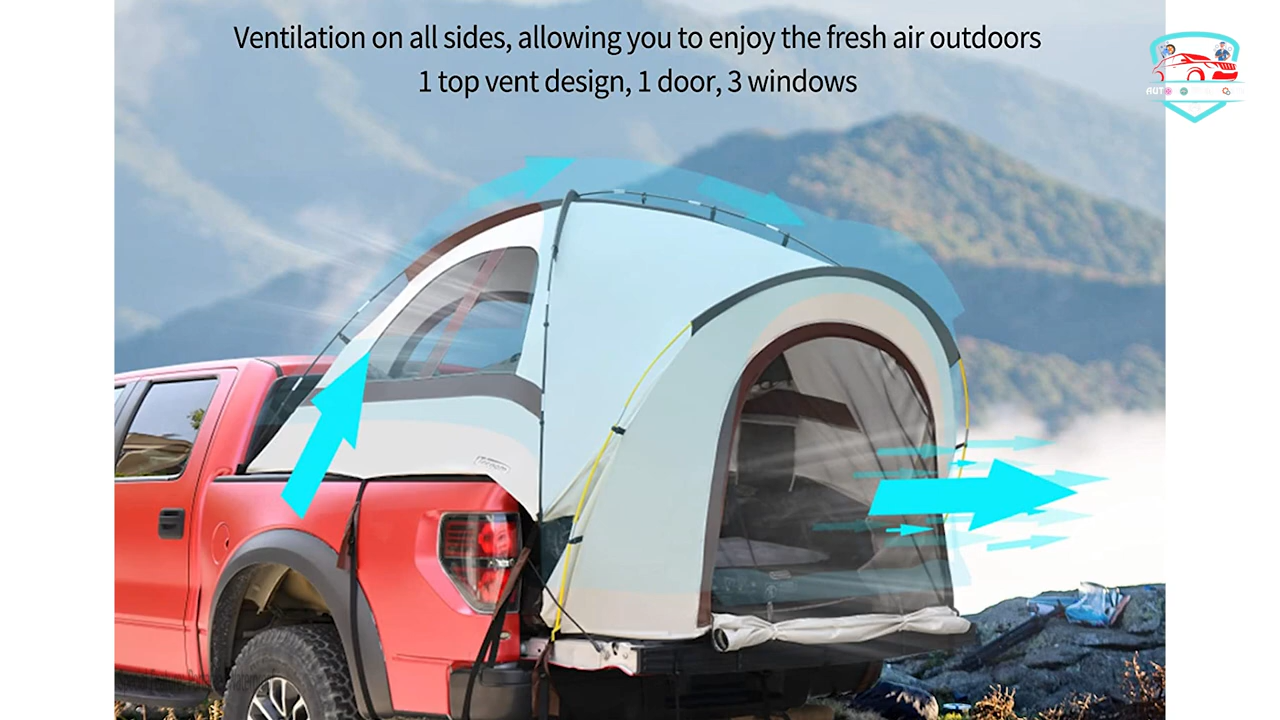 Ventilation on all sides, allowing you to enjoy the fresh air outdoors
1 top vent design, 1 door, 3 windows